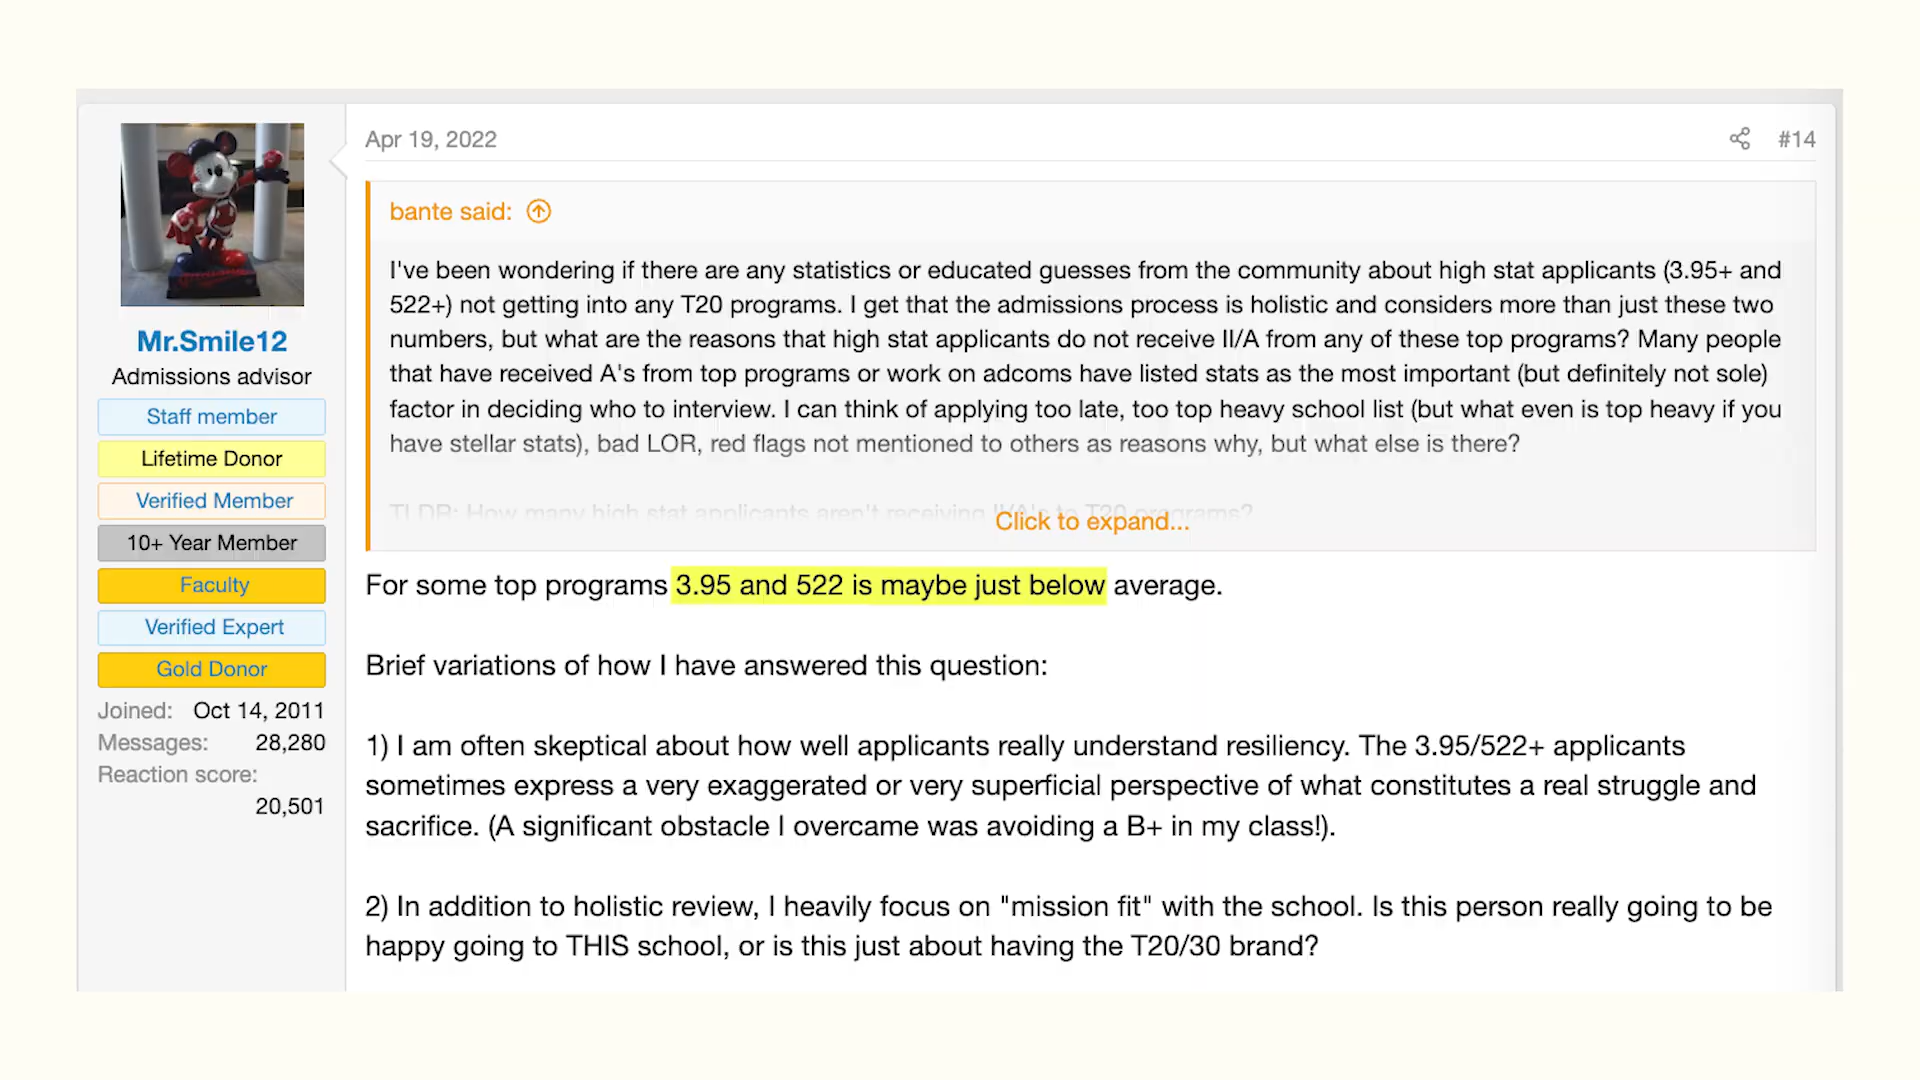 Apr 19, 2022
#14
bante said:
I've been wondering if there are any statistics or educated guesses from the community about high stat applicants (3.95+ and
522+) not getting into any T20 programs. I get that the admissions process is holistic and considers more than just these two
numbers, but what are the reasons that high stat applicants do not receive II/A from any of these top programs? Many people
that have received A's from top programs or work on adcoms have listed stats as the most important (but definitely not sole)
factor in deciding who to interview. I can think of applying too late, too top heavy school list (but what even is top heavy if you
have stellar stats), bad LOR, red flags not mentioned to others as reasons why, but what else is there?
TLDR: How many high stat applicants aren't receiving II/A's to T20 programs?
Click to expand...
Mr.Smile12
Admissions advisor
Staff member
Lifetime Donor
Verified Member
10+ Year Member
Faculty
Verified Expert
Gold Donor
Joined: Oct 14, 2011
Messages: 28,280
Reaction score:
20,501
For some top programs 3.95 and 522 is maybe just below average.
Brief variations of how I have answered this question:
1) I am often skeptical about how well applicants really understand resiliency. The 3.95/522+ applicants
sometimes express a very exaggerated or very superficial perspective of what constitutes a real struggle and
sacrifice. (A significant obstacle I overcame was avoiding a B+ in my class!).
2) In addition to holistic review, I heavily focus on "mission fit" with the school. Is this person really going to be
happy going to THIS school, or is this just about having the T20/30 brand?